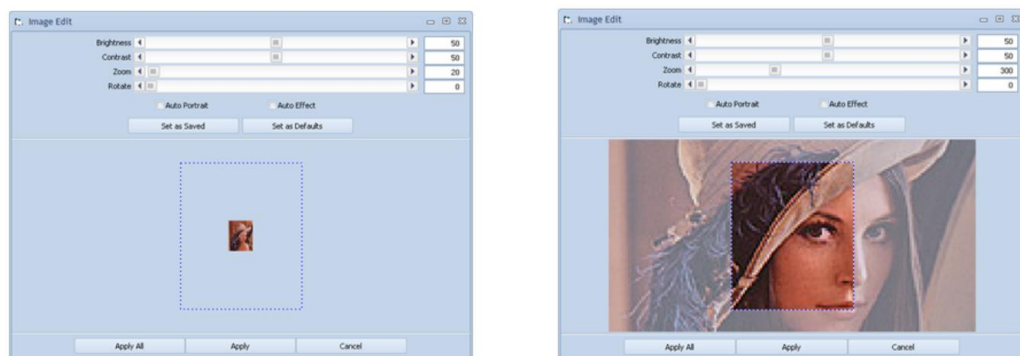 Image Edit
Brightness 50
Contrast 50
Zoom 20
Rotate 0
Auto Portrait Auto Effect
Set as Saved Set as Defaults
Apply All Apply Cancel
Image Edit
Brightness 50
Contrast 50
Zoom 300
Rotate 0
Auto Portrait Auto Effect
Set as Saved Set as Defaults
Apply All Apply Cancel